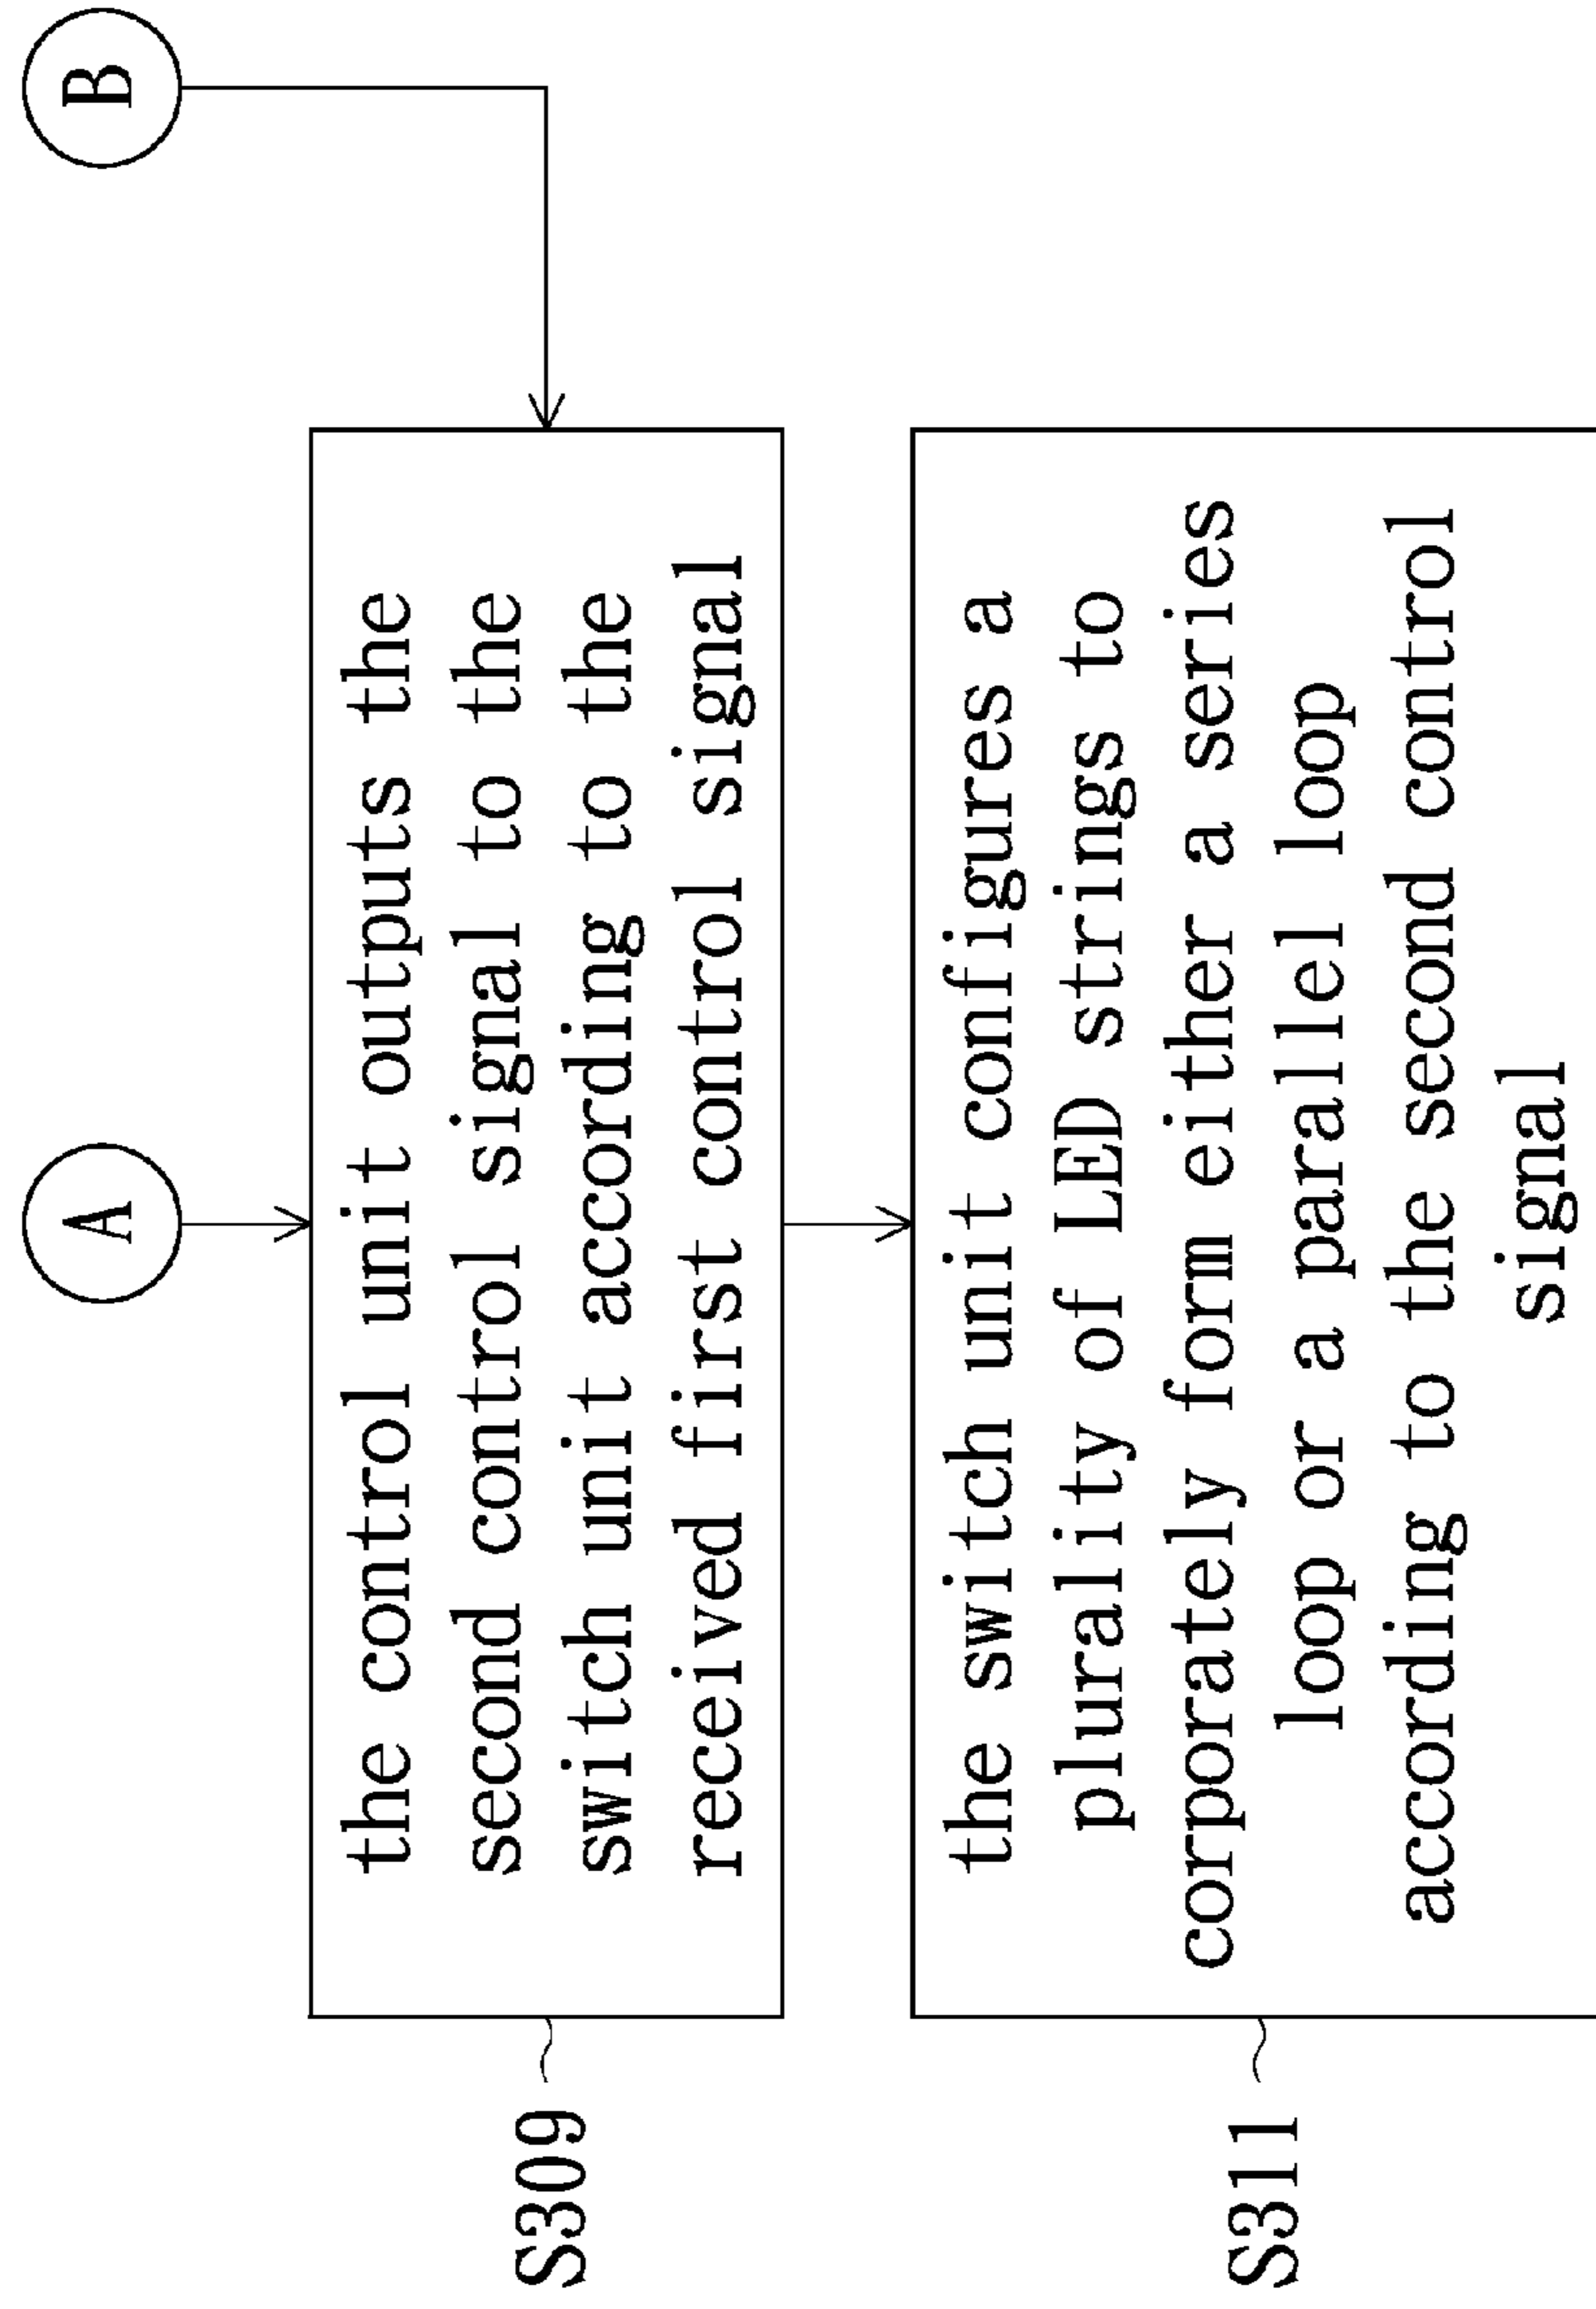 A
B
S309
the control unit outputs the
second control signal to the
switch unit according to the
received first control signal
S311
the switch unit configures a
plurality of LED strings to
corporately form either a series
loop or a parallel loop
according to the second control
signal